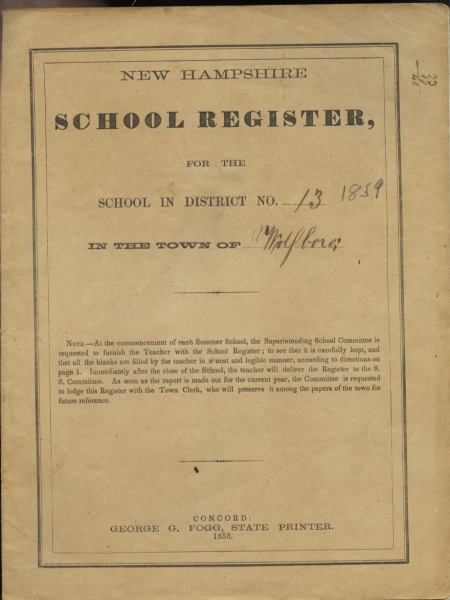 NEW HAMPSHIRE
SCHOOL REGISTER,
FOR THE
SCHOOL IN DISTRICT NO. 13 1859
IN THE TOWN OF Wolfboro
NOTE.—At the commencement of each Summer School, the Superintending School Committee is
requested to furnish the Teacher with the School Register; to see that it is carefully kept, and
that all the blanks are filled by the teacher in a neat and legible manner, according to directions on
page 1. Immediately after the close of the School, the teacher will deliver the Register to the S.
S. Committee. As soon as the report is made out for the current year, the Committee is requested
to lodge this Register with the Town Clerk, who will preserve it among the papers of the town for
future reference.
CONCORD:
GEORGE G. FOGG, STATE PRINTER.
1858.